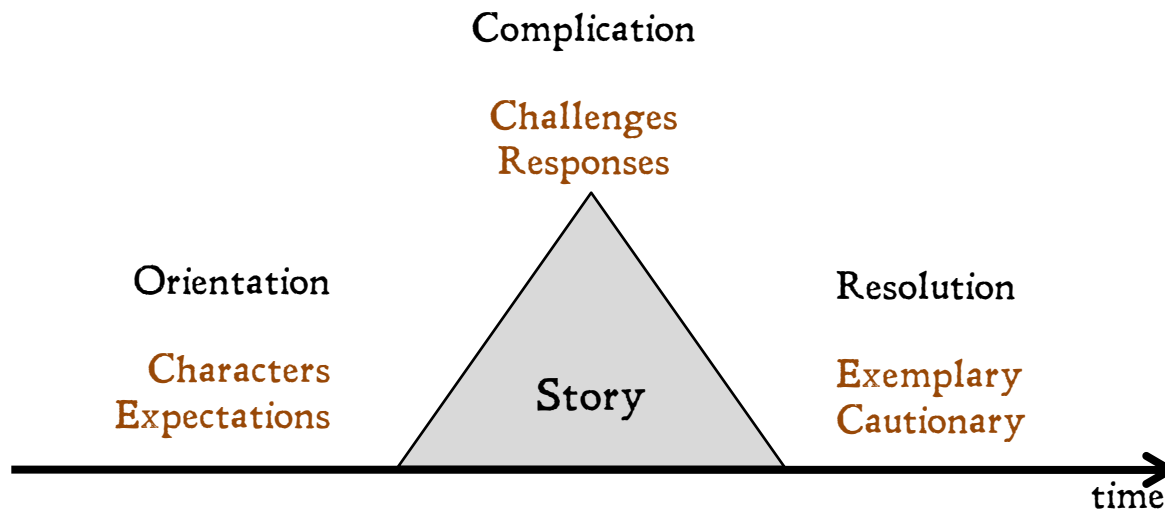 Complication
Challenges
Responses
Orientation
Characters
Expectations
Story
Resolution
Exemplary
Cautionary
time